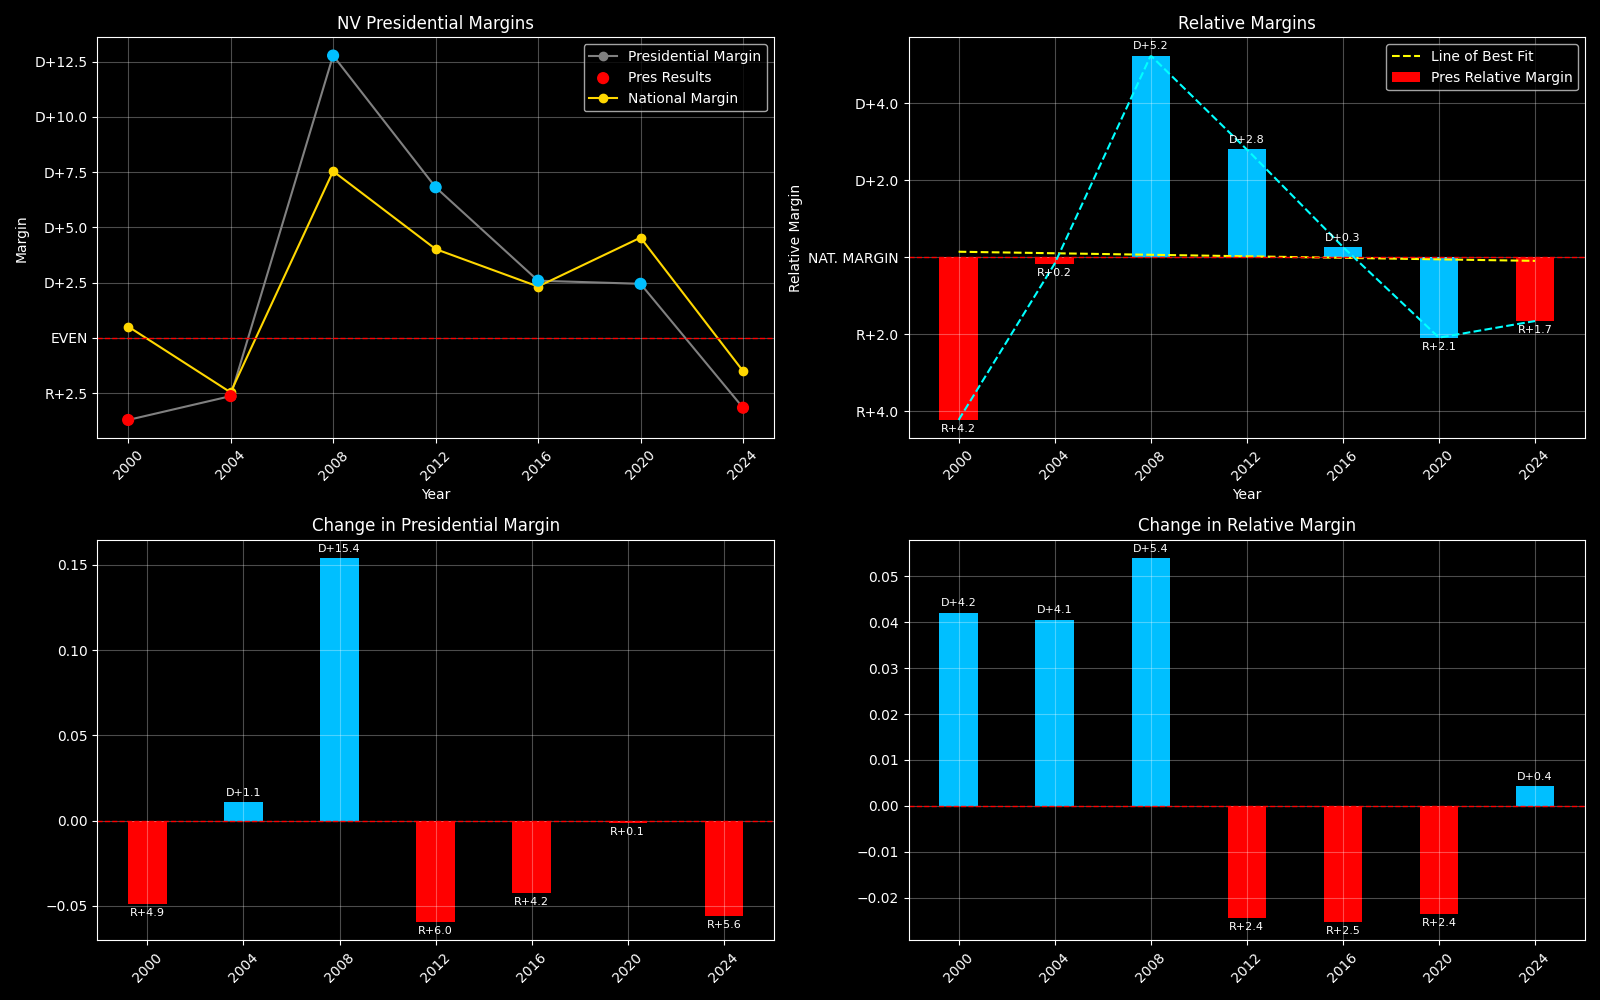 NV Presidential Margins
D+12.5
D+10.0
D+7.5
D+5.0
D+2.5
EVEN
R+2.5
Margin
Presidential Margin
Pres Results
National Margin
2000
2004
2008
2012
2016
2020
2024
Year
Relative Margins
D+4.0
D+2.0
NAT. MARGIN
R+2.0
R+4.0
Relative Margin
Line of Best Fit
Pres Relative Margin
R+4.2
R+0.2
D+5.2
D+2.8
D+0.3
R+2.1
R+1.7
2000
2004
2008
2012
2016
2020
2024
Year
Change in Presidential Margin
0.15
0.10
0.05
0.00
−0.05
R+4.9
D+1.1
D+15.4
R+6.0
R+4.2
R+0.1
R+5.6
2000
2004
2008
2012
2016
2020
2024
Change in Relative Margin
0.05
0.04
0.03
0.02
0.01
0.00
−0.01
−0.02
D+4.2
D+4.1
D+5.4
R+2.4
R+2.5
R+2.4
D+0.4
2000
2004
2008
2012
2016
2020
2024